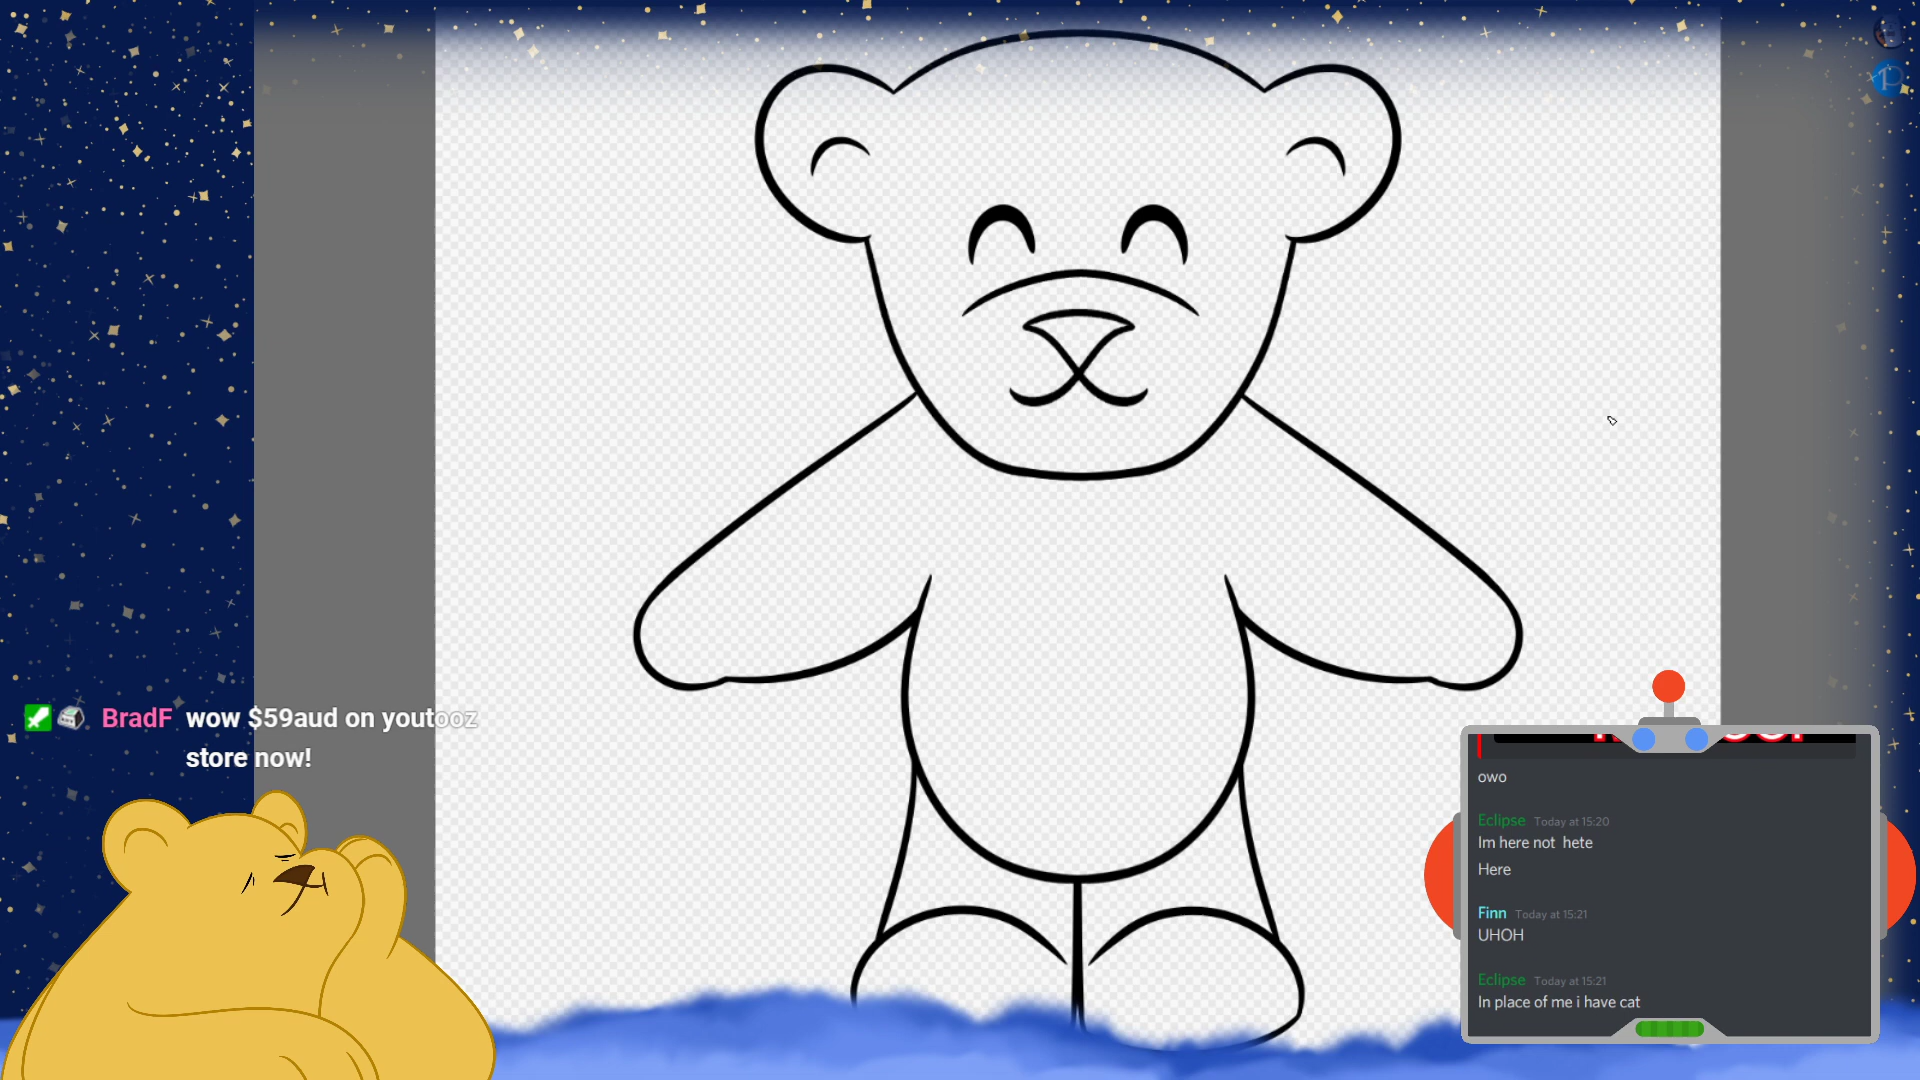 BradF wow $59aud on youtooz
store now!
owo
Eclipse Today at 15:20
Im here not hete
Here
Finn Today at 15:21
UHOH
Eclipse Today at 15:21
In place of me i have cat